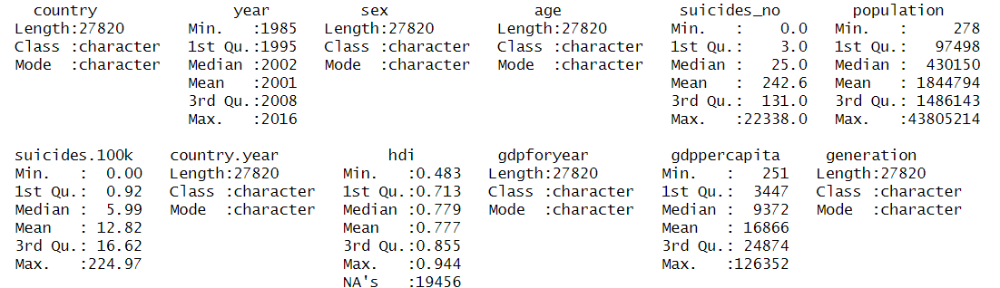 country year sex age suicides_no population
Length:27820 Min. :1985 Length:27820 Length:27820 Min. : 0.0 Min. : 278
Class :character 1st Qu.:1995 Class :character Class :character 1st Qu.: 3.0 1st Qu.: 97498
Mode :character Median :2002 Mode :character Mode :character Median : 25.0 Median : 430150
Mean :2001 Mean : 242.6 Mean : 1844794
3rd Qu.:2008 3rd Qu.: 131.0 3rd Qu.: 1486143
Max. :2016 Max. :22338.0 Max. :43805214
suicides.100k country.year hdi gdpforyear gdppercapita generation
Min. : 0.00 Length:27820 Min. :0.483 Length:27820 Min. : 251 Length:27820
1st Qu.: 0.92 Class :character 1st Qu.:0.713 Class :character 1st Qu.: 3447 Class :character
Median : 5.99 Mode :character Median :0.779 Mode :character Median : 9372 Mode :character
Mean : 12.82 Mean :0.777 Mean : 16866
3rd Qu.: 16.62 3rd Qu.:0.855 3rd Qu.: 24874
Max. :224.97 Max. :0.944 Max. :126352
NA's :19456